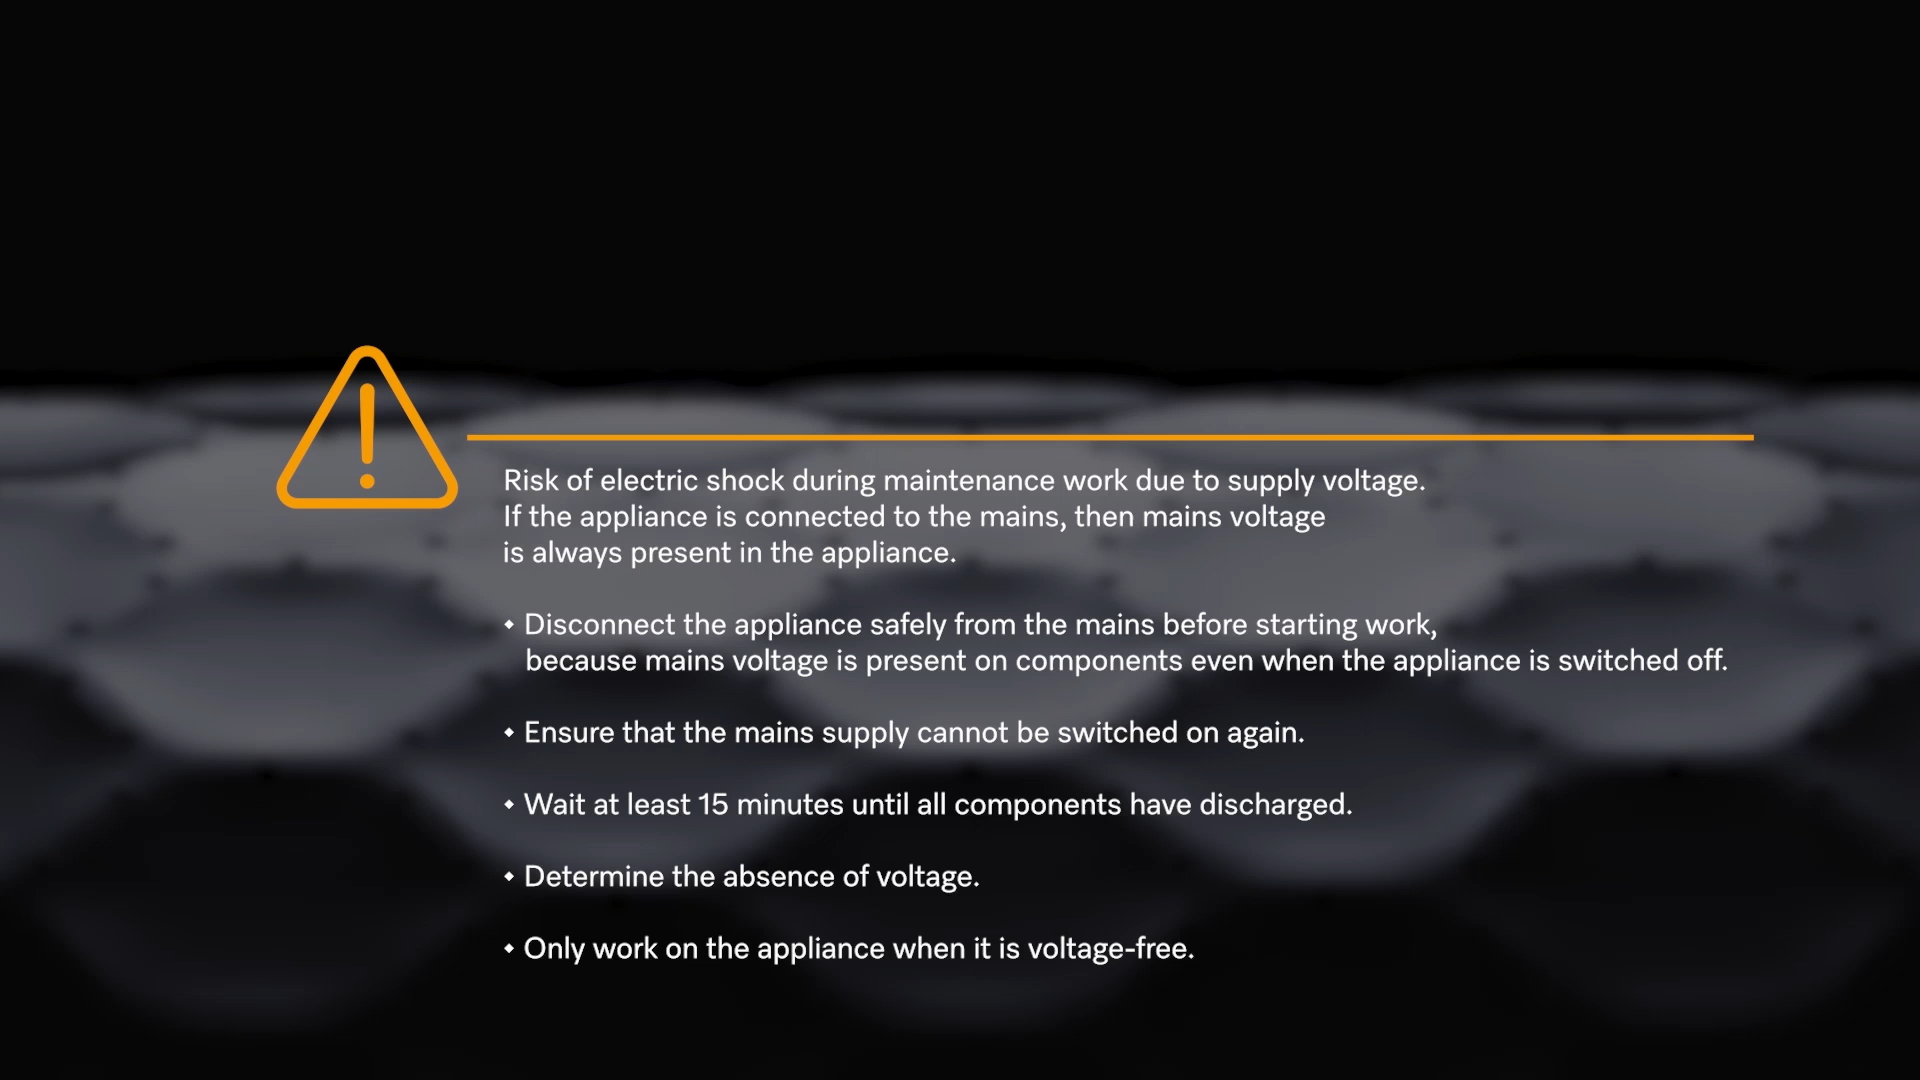 Risk of electric shock during maintenance work due to supply voltage.
If the appliance is connected to the mains, then mains voltage
is always present in the appliance.
• Disconnect the appliance safely from the mains before starting work,
because mains voltage is present on components even when the appliance is switched off.
• Ensure that the mains supply cannot be switched on again.
• Wait at least 15 minutes until all components have discharged.
• Determine the absence of voltage.
• Only work on the appliance when it is voltage-free.